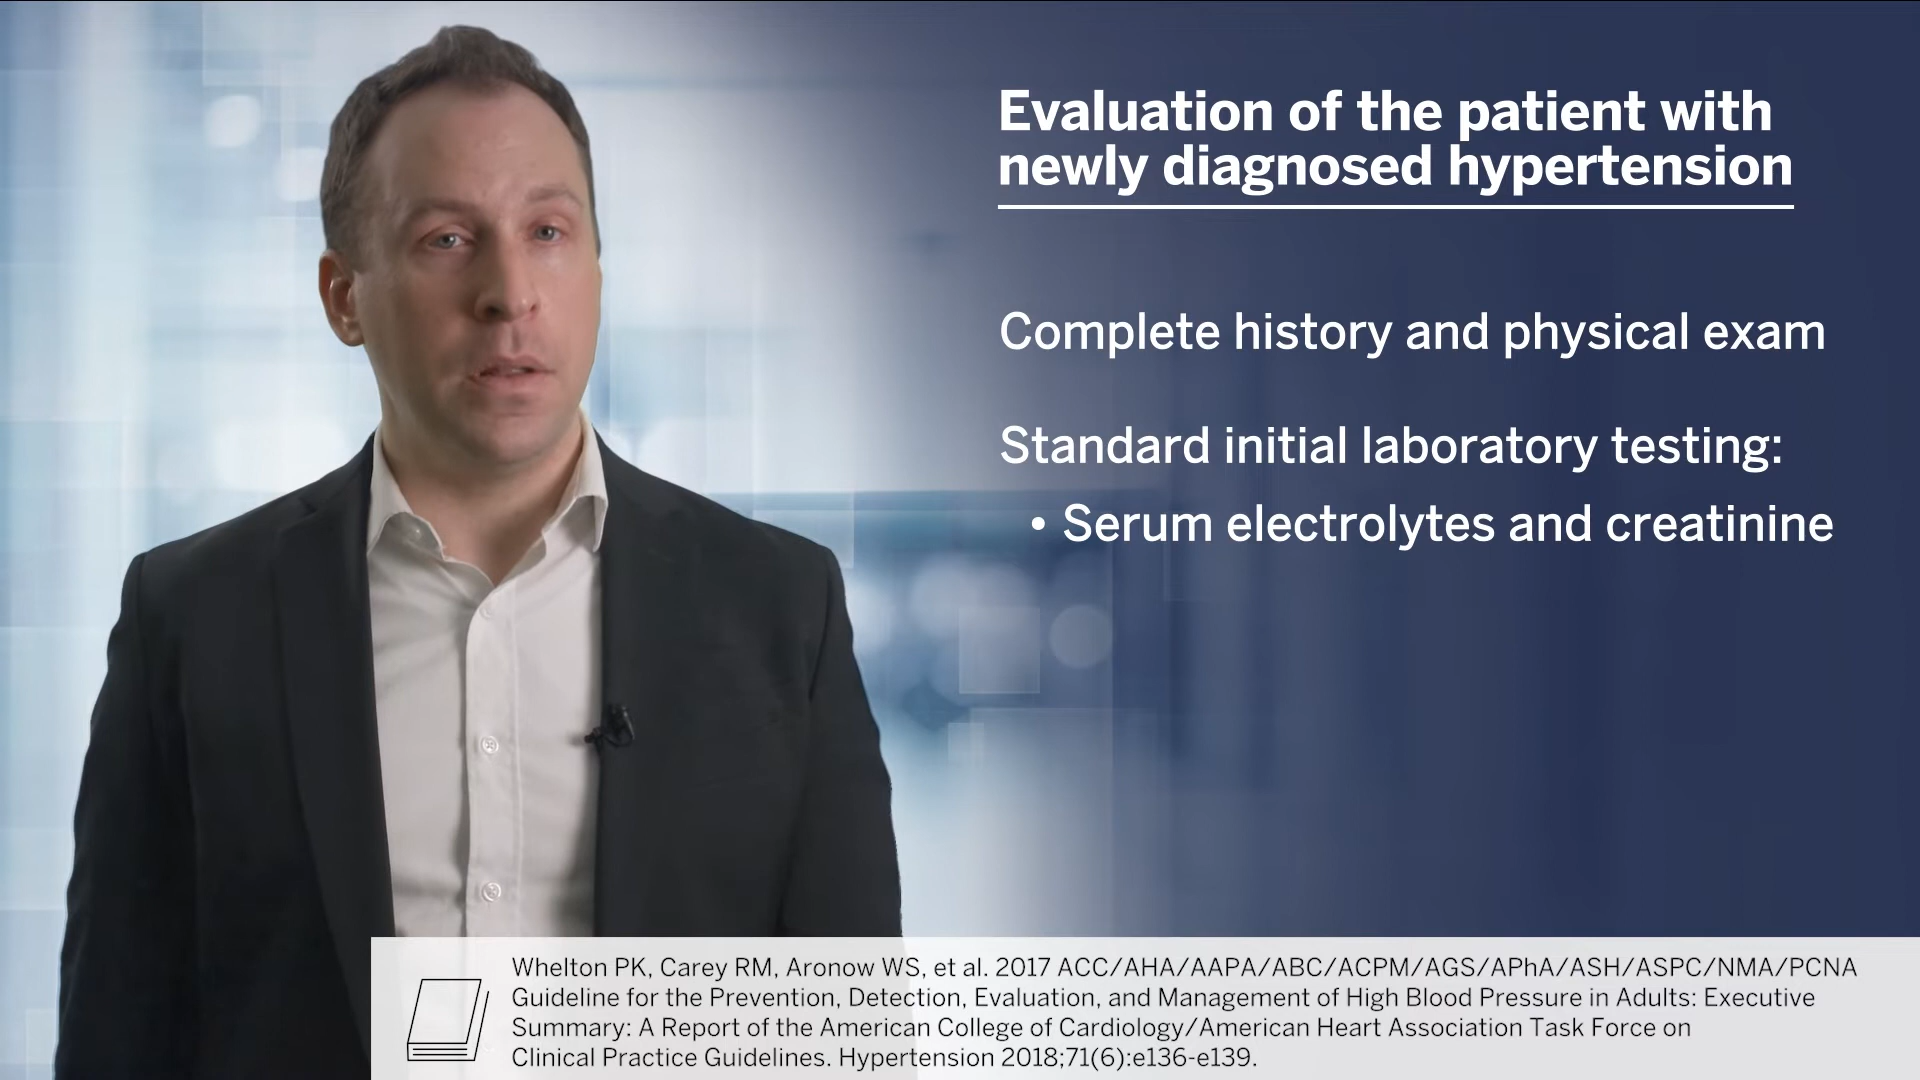 Evaluation of the patient with
newly diagnosed hypertension
Complete history and physical exam
Standard initial laboratory testing:
• Serum electrolytes and creatinine
Whelton PK, Carey RM, Aronow WS, et al. 2017 ACC/AHA/AAPA/ABC/ACPM/AGS/APhA/ASH/ASPC/NMA/PCNA
Guideline for the Prevention, Detection, Evaluation, and Management of High Blood Pressure in Adults: Executive
Summary: A Report of the American College of Cardiology/American Heart Association Task Force on
Clinical Practice Guidelines. Hypertension 2018;71(6):e136-e139.